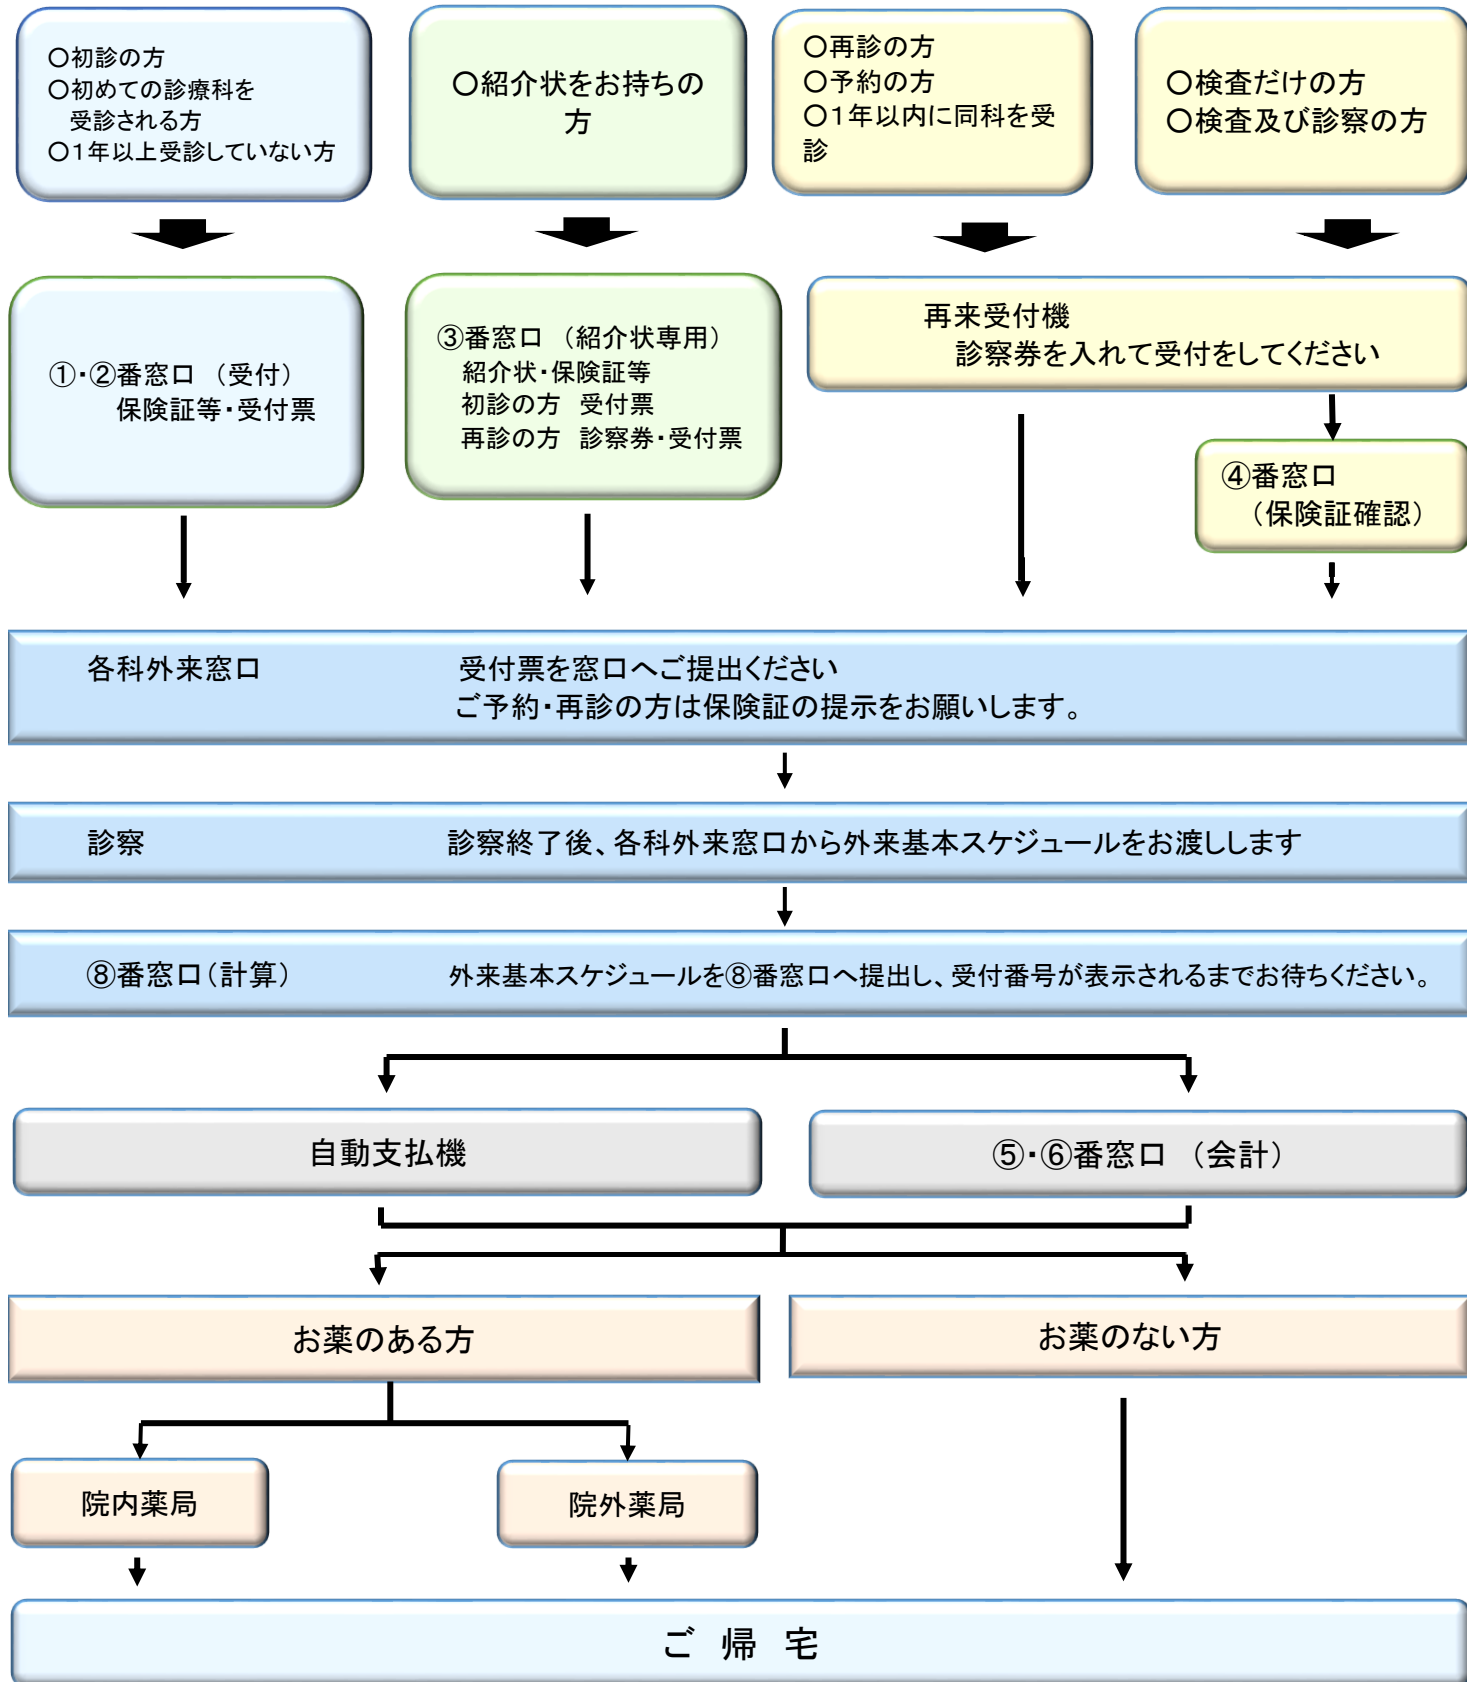 〇初診の方
〇初めての診療科を
受診される方
〇1年以上受診していない方
〇紹介状をお持ちの
方
〇再診の方
〇予約の方
〇1年以内に同科を受
診
〇検査だけの方
〇検査及び診察の方
①・②番窓口 （受付）
保険証等・受付票
③番窓口 （紹介状専用）
紹介状・保険証等
初診の方 受付票
再診の方 診察券・受付票
再来受付機
診察券を入れて受付をしてください
④番窓口
（保険証確認）
各科外来窓口 受付票を窓口へご提出ください
ご予約・再診の方は保険証の提示をお願いします。
診察 診察終了後、各科外来窓口から外来基本スケジュールをお渡しします
⑧番窓口（計算） 外来基本スケジュールを⑧番窓口へ提出し、受付番号が表示されるまでお待ちください。
自動支払機
⑤・⑥番窓口 （会計）
お薬のある方
お薬のない方
院内薬局
院外薬局
ご 帰 宅